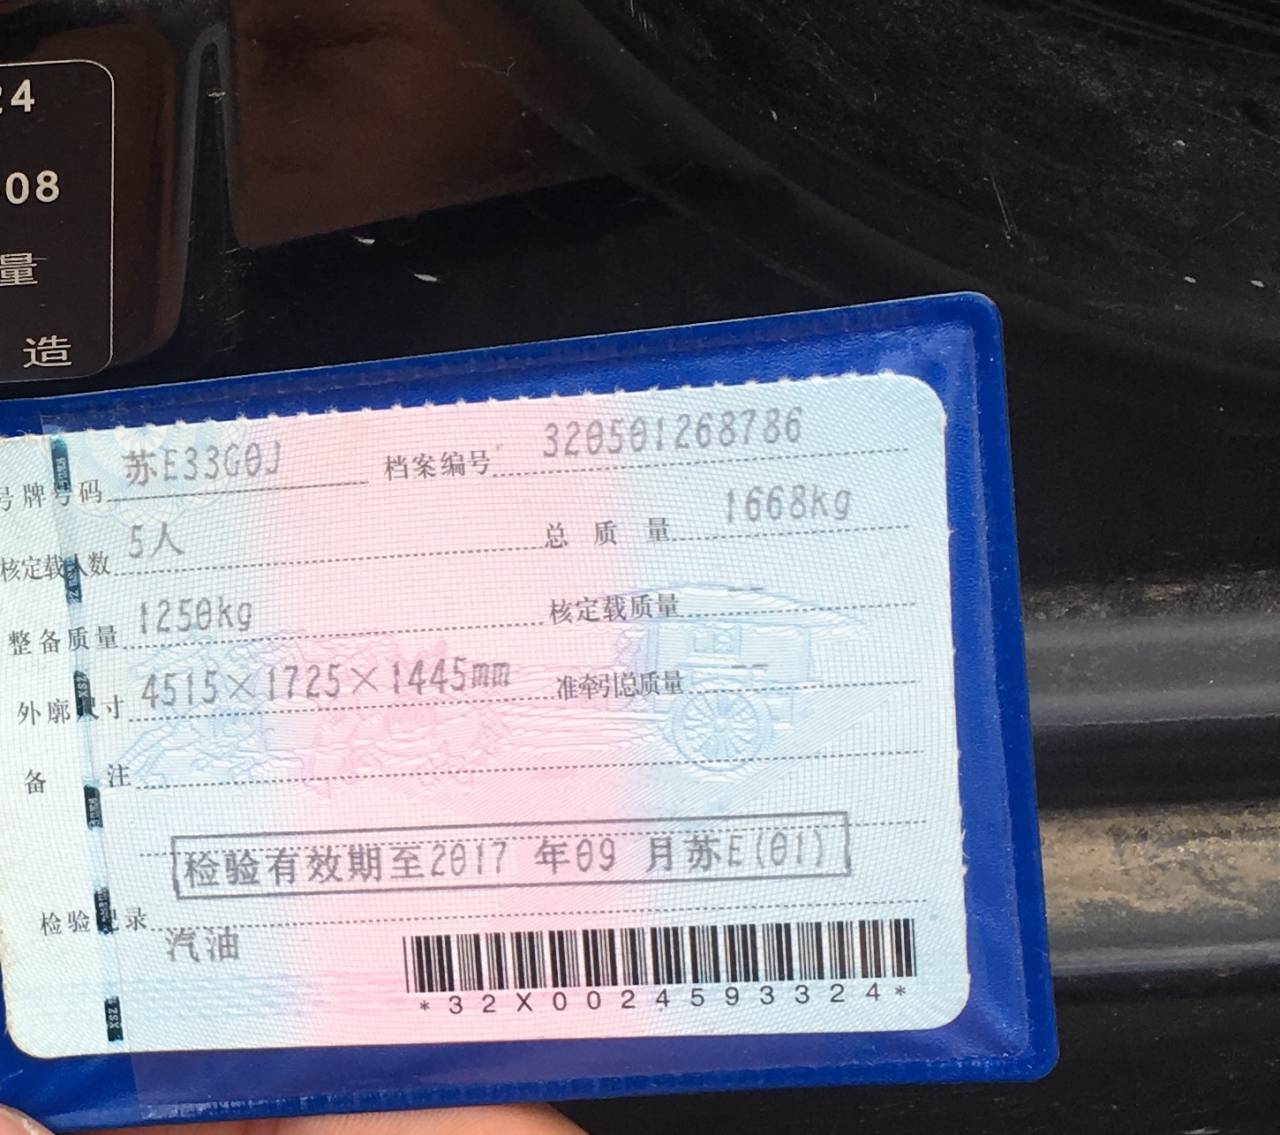 24
08
量
造
号牌号码 苏E33G0J 档案编号 320501268786
核定载人数 5人 总质量 1668kg
整备质量 1250kg 核定载质量 --
外廓尺寸 4515×1725×1445mm 准牵引总质量 --
备注
检验有效期至2017 年09 月苏E(01)
检验记录
汽油
*32X0024593324*